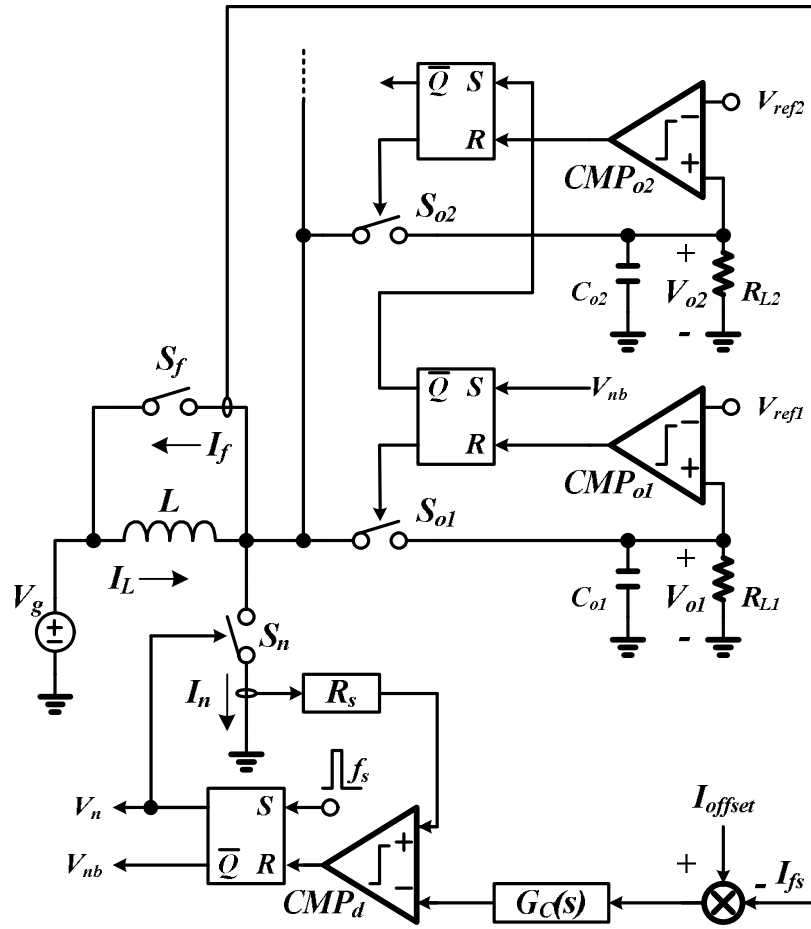 Q̅ S
R
CMPo2
Vref2
+
-
So2
Co2
+
Vo2
-
RL2
Sf
If
Q̅ S
R
Vnb
CMPo1
Vref1
+
-
L
IL
So1
Co1
+
Vo1
-
RL1
Vg
+
-
Sn
In
Rs
fs
Vn
S
Vnb
Q̅ R
+
-
CMPd
GC(s)
Ioffset
+
- Ifs